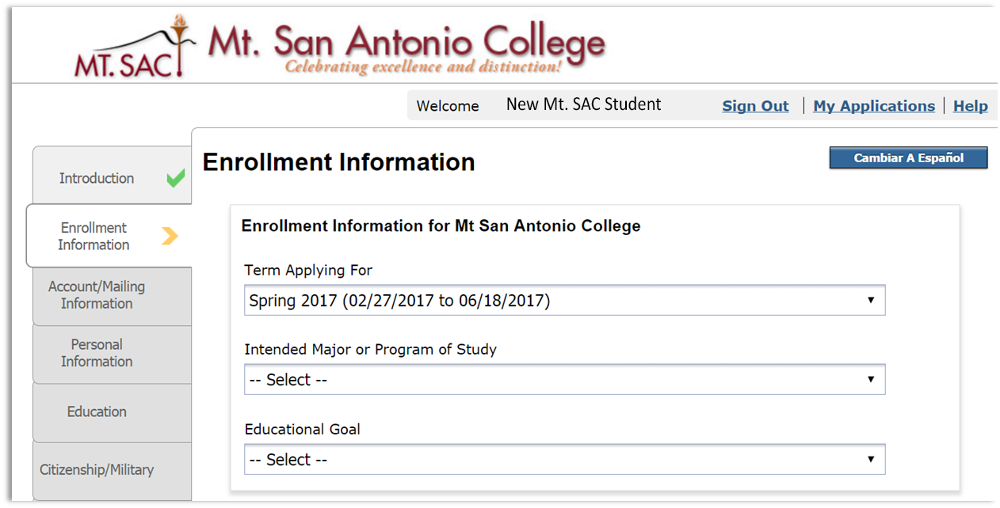 MT. SAC
Mt. San Antonio College
Celebrating excellence and distinction!
Welcome New Mt. SAC Student Sign Out | My Applications | Help
Enrollment Information
Cambiar A Español
Introduction
Enrollment
Information
Account/Mailing
Information
Personal
Information
Education
Citizenship/Military
Enrollment Information for Mt San Antonio College
Term Applying For
Spring 2017 (02/27/2017 to 06/18/2017)
Intended Major or Program of Study
-- Select --
Educational Goal
-- Select --